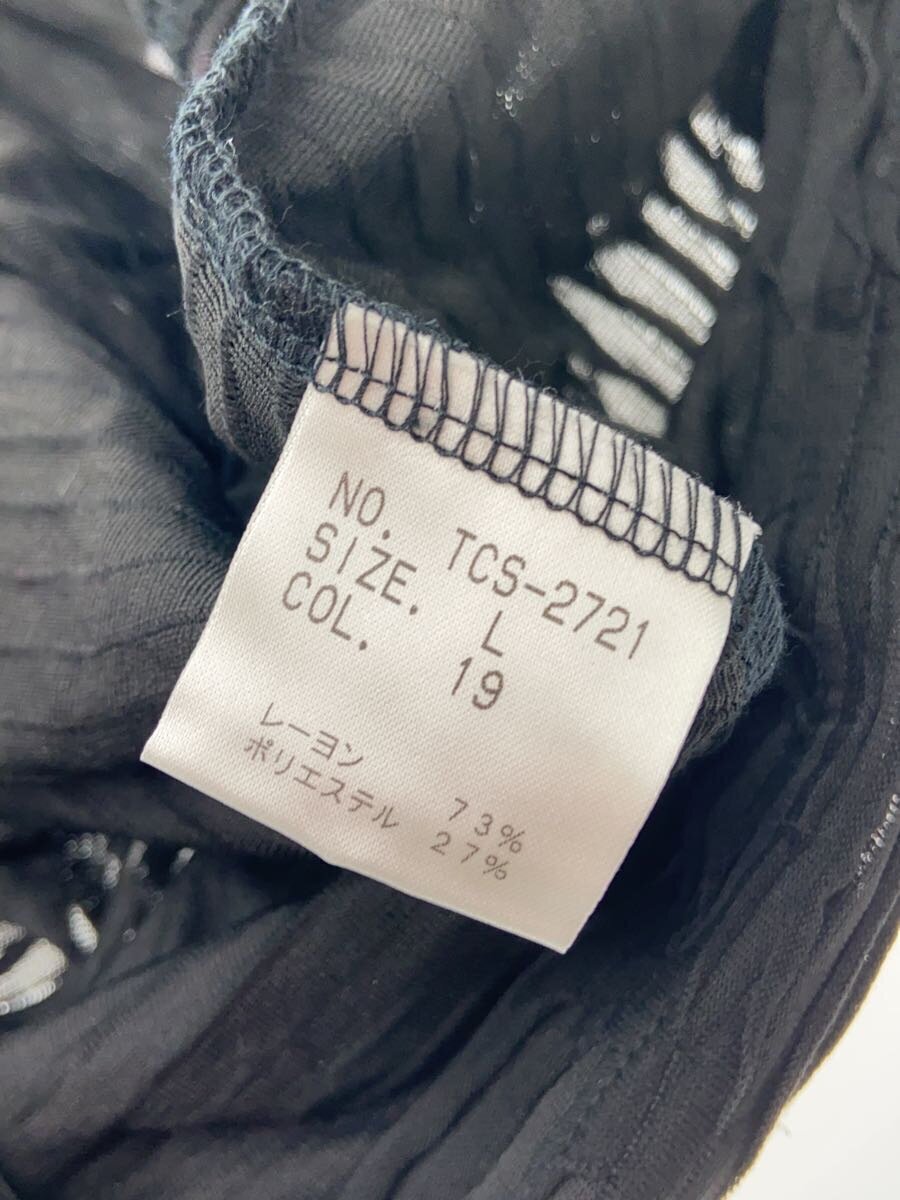 NO. TCS-2721
SIZE. L
COL. 19
レーヨン 73%
ポリエステル 27%